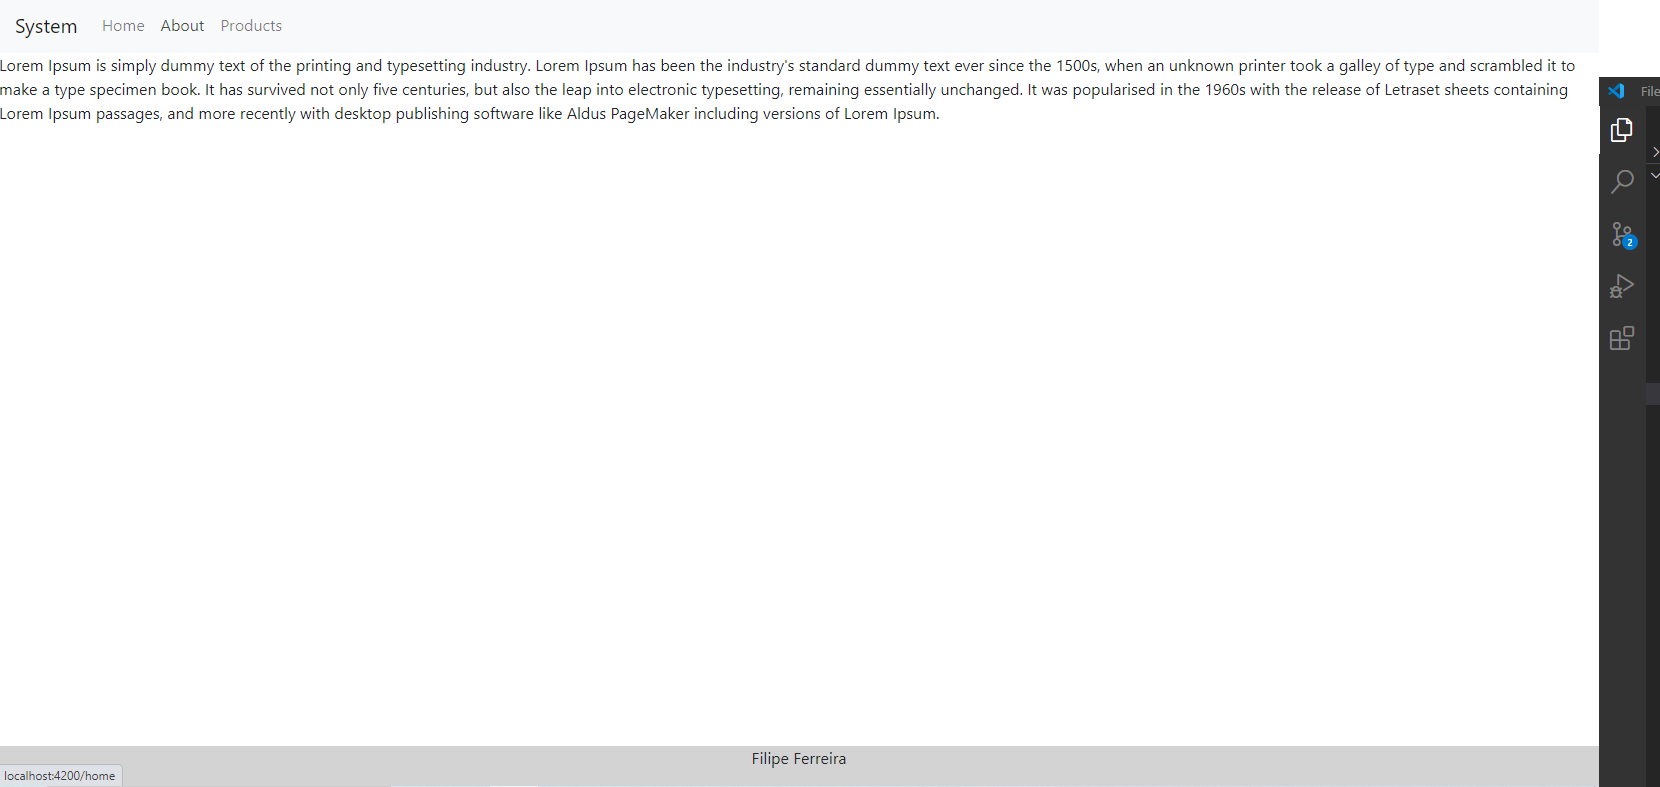 System Home About Products
Lorem Ipsum is simply dummy text of the printing and typesetting industry. Lorem Ipsum has been the industry's standard dummy text ever since the 1500s, when an unknown printer took a galley of type and scrambled it to
make a type specimen book. It has survived not only five centuries, but also the leap into electronic typesetting, remaining essentially unchanged. It was popularised in the 1960s with the release of Letraset sheets containing
Lorem Ipsum passages, and more recently with desktop publishing software like Aldus PageMaker including versions of Lorem Ipsum.
File
2
Filipe Ferreira
localhost:4200/home